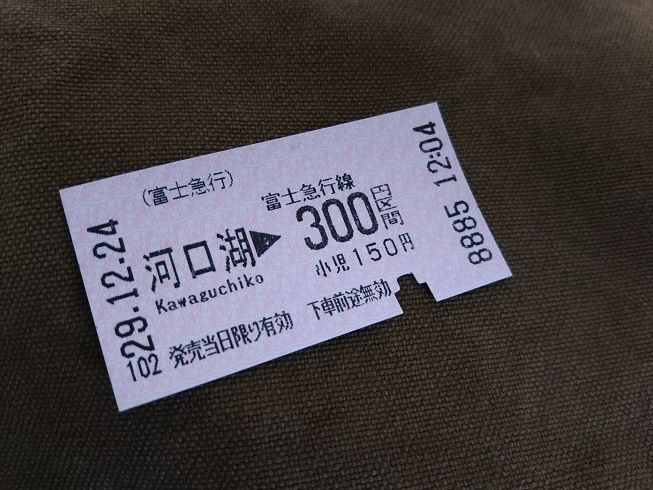 (富士急行)
富士急行線
河口湖▶300円区間
Kawaguchiko
小児150円
102 発売当日限り有効 下車前途無効
29.12.24
8885 12:04